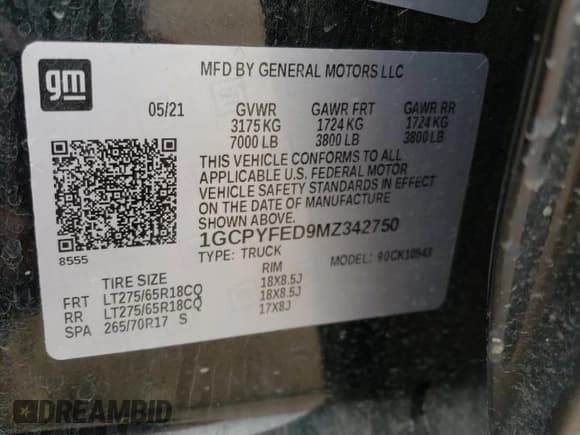 gm
MFD BY GENERAL MOTORS LLC
05/21 GVWR GAWR FRT GAWR RR
3175 KG 1724 KG 1724 KG
7000 LB 3800 LB 3800 LB
THIS VEHICLE CONFORMS TO ALL
APPLICABLE U.S. FEDERAL MOTOR
VEHICLE SAFETY STANDARDS IN EFFECT
ON THE DATE OF MANUFACTURE
SHOWN ABOVE.
8555 1GCPYFED9MZ342750
TYPE: TRUCK MODEL: 90CK10543
TIRE SIZE RIM
FRT LT275/65R18CQ 18X8.5J
RR LT275/65R18CQ 18X8.5J
SPA 265/70R17 S 17X8J
DREAMBID